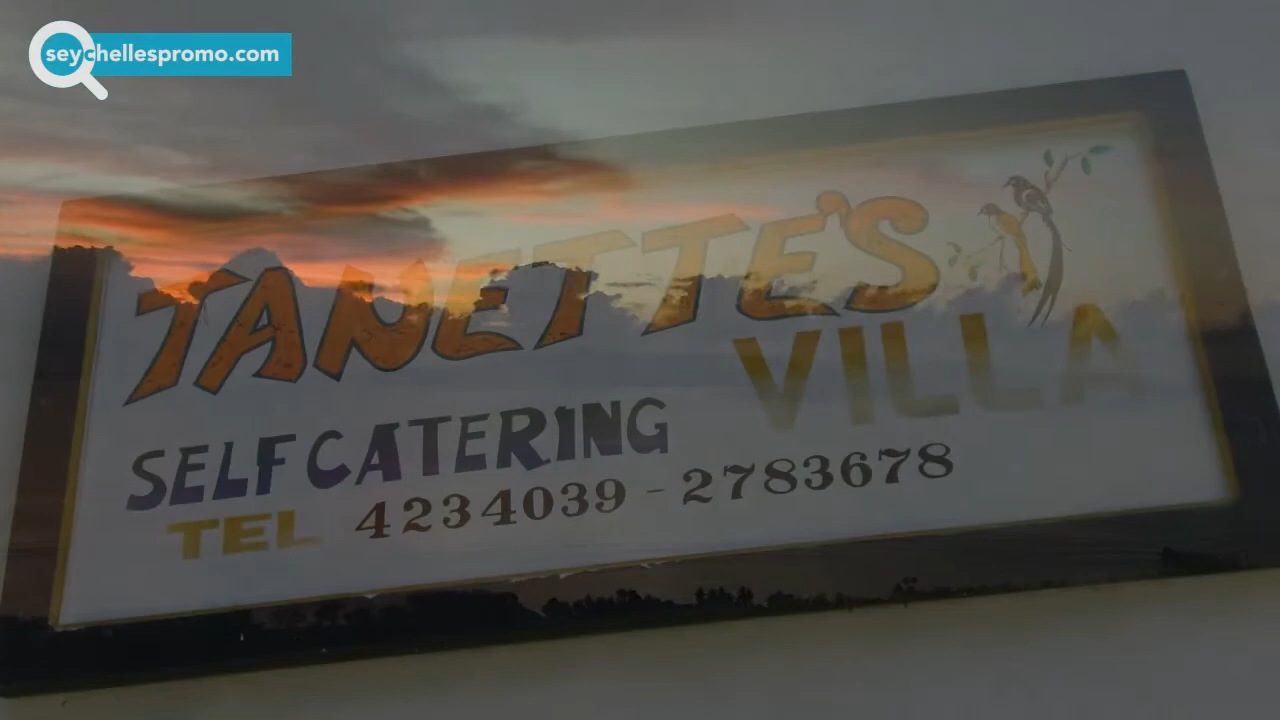 seychellespromo.com
TANETTE'S
VILLA
SELF CATERING
TEL 4234039 - 2783678